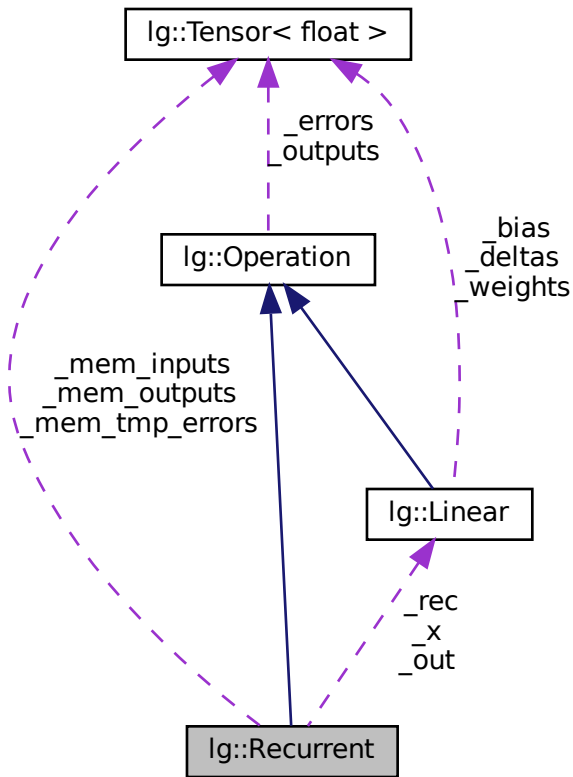 lg::Tensor< float >
_errors
_outputs
_bias
_deltas
_weights
lg::Operation
_mem_inputs
_mem_outputs
_mem_tmp_errors
lg::Linear
_rec
_x
_out
lg::Recurrent